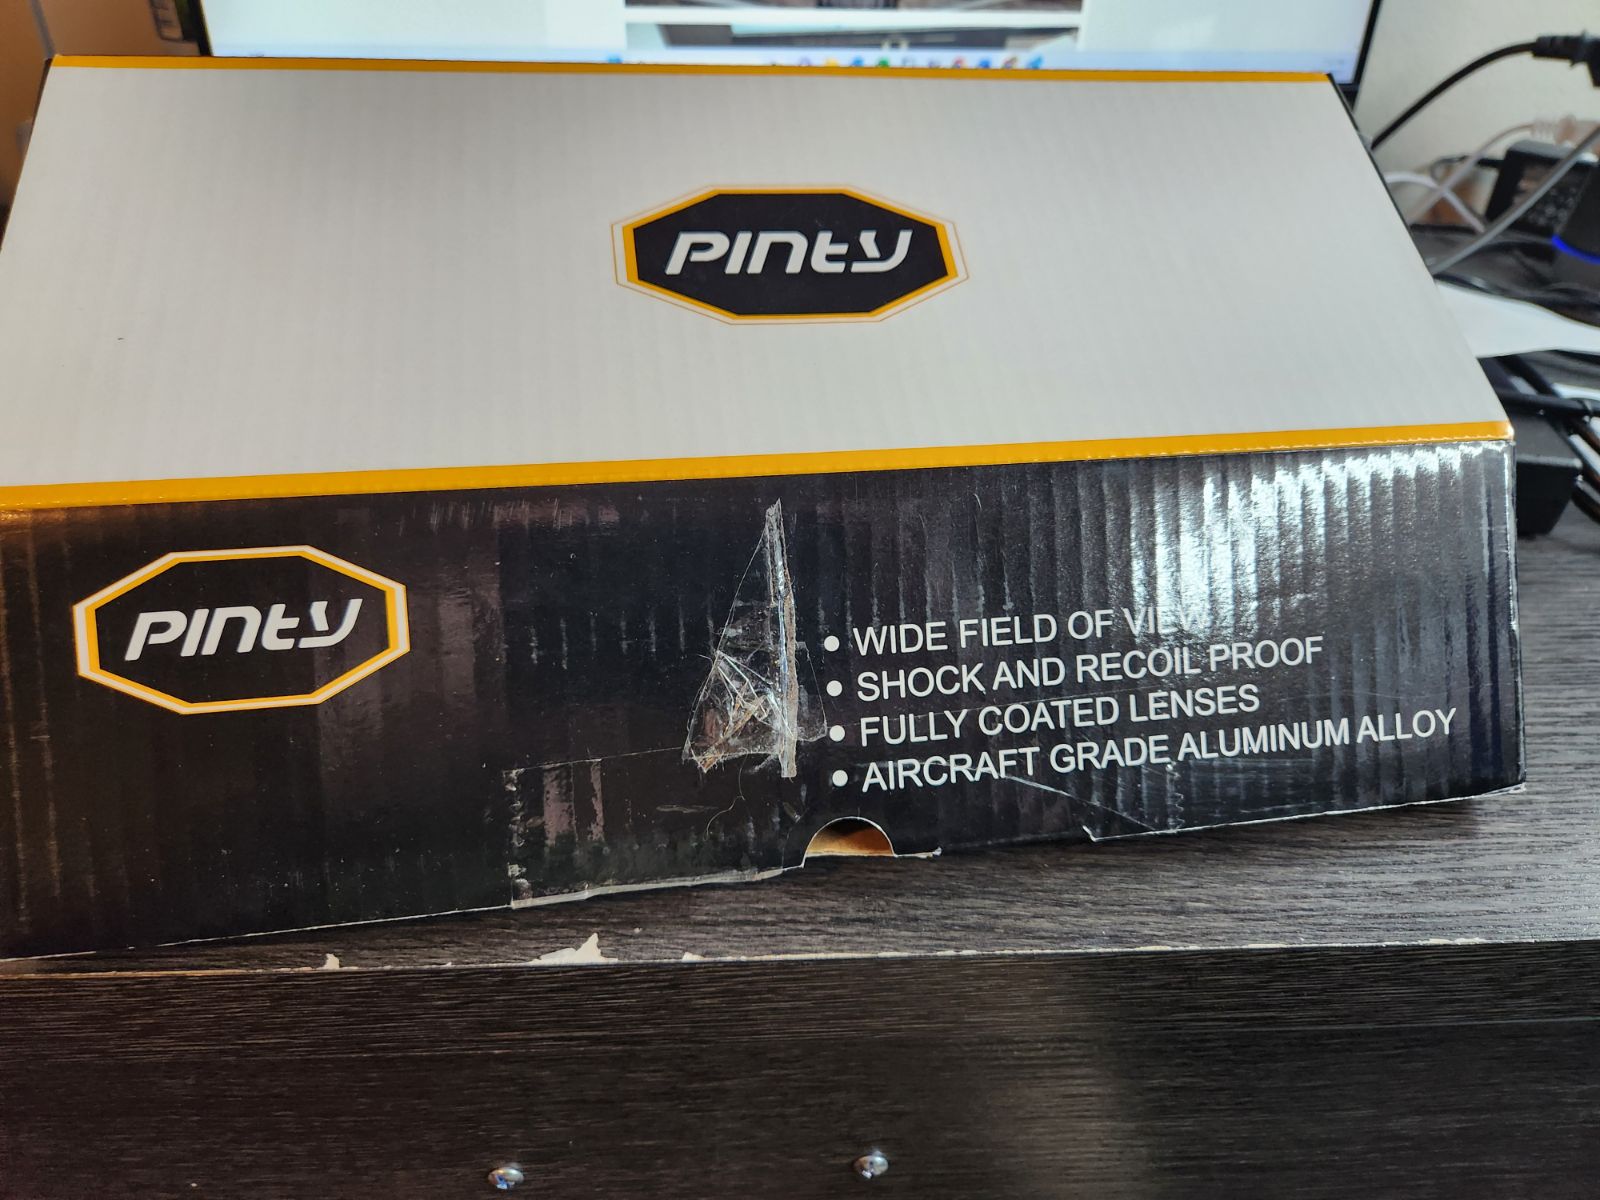 PINTY
PINTY
• WIDE FIELD OF VIEW
• SHOCK AND RECOIL PROOF
• FULLY COATED LENSES
• AIRCRAFT GRADE ALUMINUM ALLOY